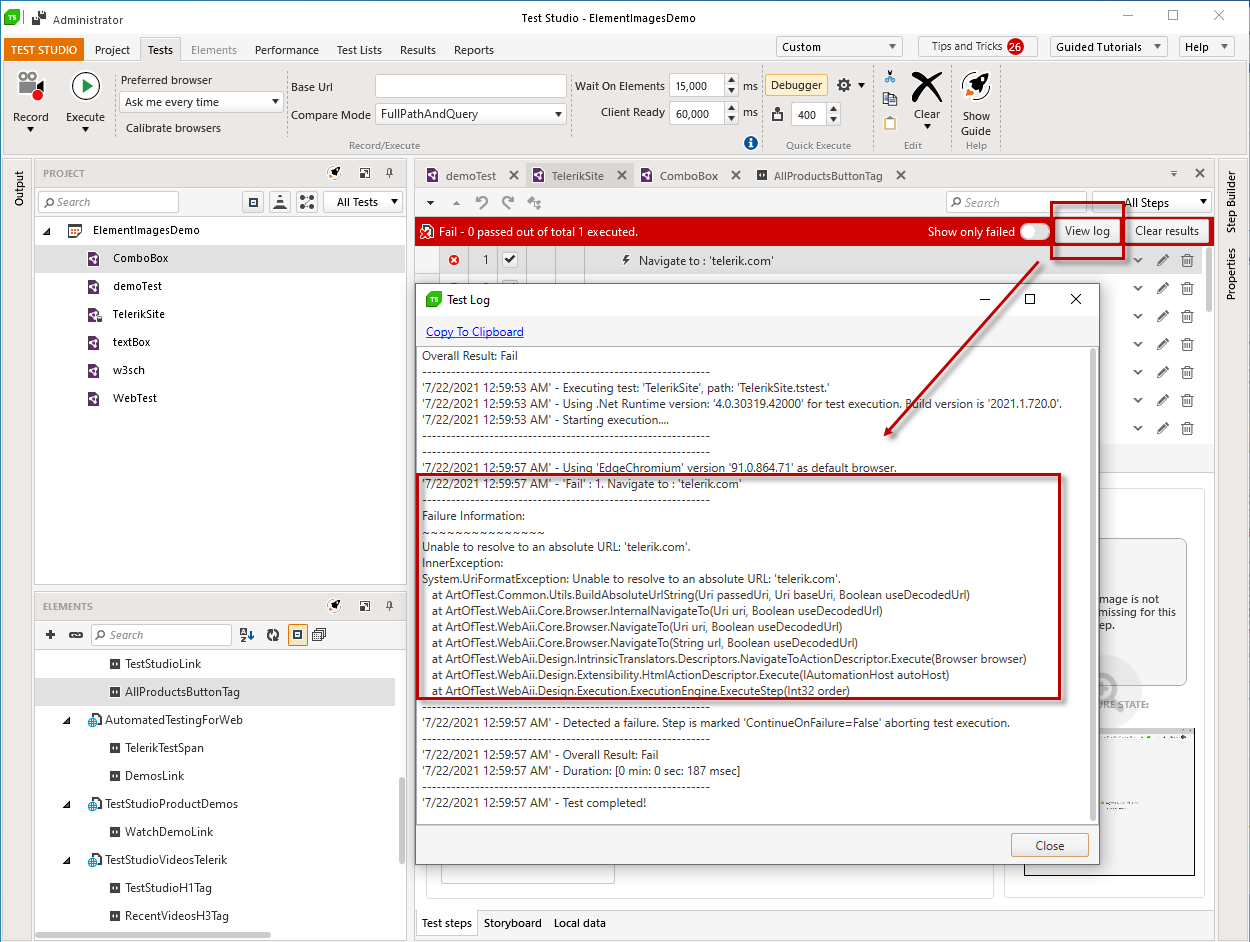 TS
Administrator
Test Studio - ElementImagesDemo
TEST STUDIO
Project
Tests
Elements
Performance
Test Lists
Results
Reports
Custom
Tips and Tricks 26
Guided Tutorials
Help
Record
Execute
Preferred browser
Ask me every time
Calibrate browsers
Base Url
Compare Mode
FullPathAndQuery
Record/Execute
Wait On Elements
15,000
ms
Client Ready
60,000
ms
Debugger
400
Quick Execute
Clear
Edit
Show
Guide
Help
Output
PROJECT
Search
All Tests
ElementImagesDemo
ComboBox
demoTest
TelerikSite
textBox
w3sch
WebTest
ELEMENTS
Search
TestStudioLink
AllProductsButtonTag
AutomatedTestingForWeb
TelerikTestSpan
DemosLink
TestStudioProductDemos
WatchDemoLink
TestStudioVideosTelerik
TestStudioH1Tag
RecentVideosH3Tag
demoTest
TelerikSite
ComboBox
AllProductsButtonTag
Search
All Steps
Fail - 0 passed out of total 1 executed.
Show only failed
View log
Clear results
1
Navigate to : 'telerik.com'
TS
Test Log
Copy To Clipboard
Overall Result: Fail
----------------------------------------------------------
'7/22/2021 12:59:53 AM' - Executing test: 'TelerikSite', path: 'TelerikSite.tstest.'
'7/22/2021 12:59:53 AM' - Using .Net Runtime version: '4.0.30319.42000' for test execution. Build version is '2021.1.720.0'.
'7/22/2021 12:59:53 AM' - Starting execution....
----------------------------------------------------------
----------------------------------------------------------
'7/22/2021 12:59:57 AM' - Using 'EdgeChromium' version '91.0.864.71' as default browser.
'7/22/2021 12:59:57 AM' - 'Fail' : 1. Navigate to : 'telerik.com'
----------------------------------------------------------
Failure Information:
~~~~~~~~~~~~~~~
Unable to resolve to an absolute URL: 'telerik.com'.
InnerException:
System.UriFormatException: Unable to resolve to an absolute URL: 'telerik.com'.
at ArtOfTest.Common.Utils.BuildAbsoluteUrlString(Uri passedUri, Uri baseUri, Boolean useDecodedUrl)
at ArtOfTest.WebAii.Core.Browser.InternalNavigateTo(Uri uri, Boolean useDecodedUrl)
at ArtOfTest.WebAii.Core.Browser.NavigateTo(Uri uri, Boolean useDecodedUrl)
at ArtOfTest.WebAii.Core.Browser.NavigateTo(String url, Boolean useDecodedUrl)
at ArtOfTest.WebAii.Design.IntrinsicTranslators.Descriptors.NavigateToActionDescriptor.Execute(Browser browser)
at ArtOfTest.WebAii.Design.Extensibility.HtmlActionDescriptor.Execute(IAutomationHost autoHost)
at ArtOfTest.WebAii.Design.Execution.ExecutionEngine.ExecuteStep(Int32 order)
----------------------------------------------------------
'7/22/2021 12:59:57 AM' - Detected a failure. Step is marked 'ContinueOnFailure=False' aborting test execution.
----------------------------------------------------------
'7/22/2021 12:59:57 AM' - Overall Result: Fail
'7/22/2021 12:59:57 AM' - Duration: [0 min: 0 sec: 187 msec]
----------------------------------------------------------
'7/22/2021 12:59:57 AM' - Test completed!
Close
mage is not
missing for this
ep.
URE STATE:
Test steps
Storyboard
Local data
Step Builder
Properties